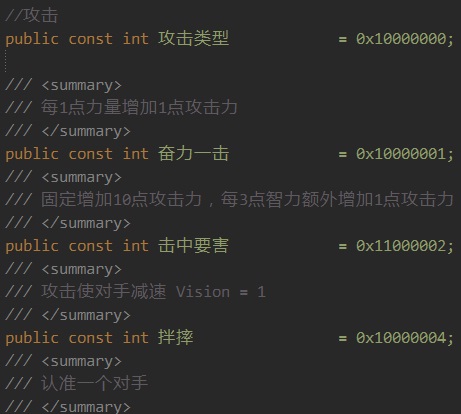 //攻击
public const int 攻击类型 = 0x10000000;
/// <summary>
/// 每1点力量增加1点攻击力
/// </summary>
public const int 奋力一击 = 0x10000001;
/// <summary>
/// 固定增加10点攻击力，每3点智力额外增加1点攻击力
/// </summary>
public const int 击中要害 = 0x11000002;
/// <summary>
/// 攻击使对手减速 Vision = 1
/// </summary>
public const int 拌摔 = 0x10000004;
/// <summary>
/// 认准一个对手
/// </summary>